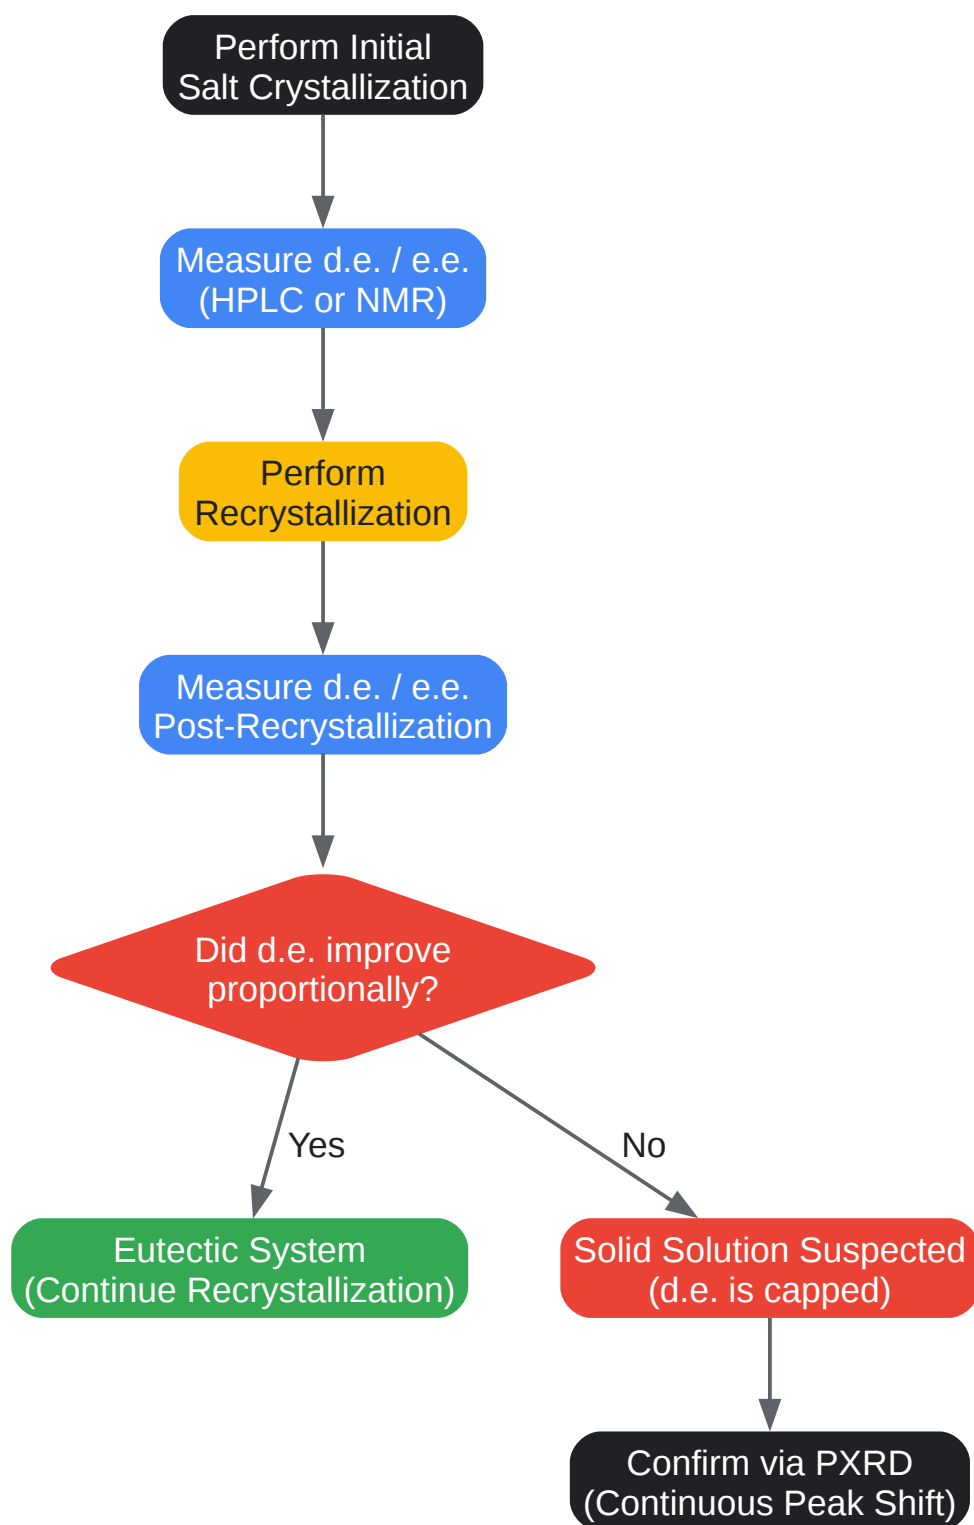 Perform Initial
Salt Crystallization
Measure d.e. / e.e.
(HPLC or NMR)
Perform
Recrystallization
Measure d.e. / e.e.
Post-Recrystallization
Did d.e. improve
proportionally?
Yes
No
Eutectic System
(Continue Recrystallization)
Solid Solution Suspected
(d.e. is capped)
Confirm via PXRD
(Continuous Peak Shift)